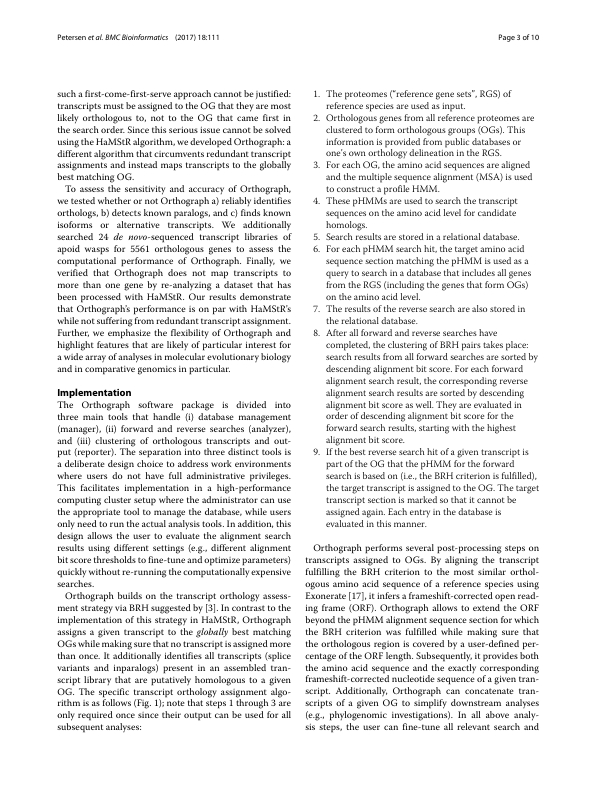 Petersen et al. BMC Bioinformatics (2017) 18:111
Page 3 of 10
such a first-come-first-serve approach cannot be justified:
transcripts must be assigned to the OG that they are most
likely orthologous to, not to the OG that came first in
the search order. Since this serious issue cannot be solved
using the HaMStR algorithm, we developed Orthograph: a
different algorithm that circumvents redundant transcript
assignments and instead maps transcripts to the globally
best matching OG.
To assess the sensitivity and accuracy of Orthograph,
we tested whether or not Orthograph a) reliably identifies
orthologs, b) detects known paralogs, and c) finds known
isoforms or alternative transcripts. We additionally
searched 24 de novo-sequenced transcript libraries of
apoid wasps for 5561 orthologous genes to assess the
computational performance of Orthograph. Finally, we
verified that Orthograph does not map transcripts to
more than one gene by re-analyzing a dataset that has
been processed with HaMStR. Our results demonstrate
that Orthograph's performance is on par with HaMStR's
while not suffering from redundant transcript assignment.
Further, we emphasize the flexibility of Orthograph and
highlight features that are likely of particular interest for
a wide array of analyses in molecular evolutionary biology
and in comparative genomics in particular.
Implementation
The Orthograph software package is divided into
three main tools that handle (i) database management
(manager), (ii) forward and reverse searches (analyzer),
and (iii) clustering of orthologous transcripts and out-
put (reporter). The separation into three distinct tools is
a deliberate design choice to address work environments
where users do not have full administrative privileges.
This facilitates implementation in a high-performance
computing cluster setup where the administrator can use
the appropriate tool to manage the database, while users
only need to run the actual analysis tools. In addition, this
design allows the user to evaluate the alignment search
results using different settings (e.g., different alignment
bit score thresholds to fine-tune and optimize parameters)
quickly without re-running the computationally expensive
searches.
Orthograph builds on the transcript orthology assess-
ment strategy via BRH suggested by [3]. In contrast to the
implementation of this strategy in HaMStR, Orthograph
assigns a given transcript to the globally best matching
OGs while making sure that no transcript is assigned more
than once. It additionally identifies all transcripts (splice
variants and inparalogs) present in an assembled tran-
script library that are putatively homologous to a given
OG. The specific transcript orthology assignment algo-
rithm is as follows (Fig. 1); note that steps 1 through 3 are
only required once since their output can be used for all
subsequent analyses:
1. The proteomes ("reference gene sets", RGS) of
reference species are used as input.
2. Orthologous genes from all reference proteomes are
clustered to form orthologous groups (OGs). This
information is provided from public databases or
one's own orthology delineation in the RGS.
3. For each OG, the amino acid sequences are aligned
and the multiple sequence alignment (MSA) is used
to construct a profile HMM.
4. These pHMMs are used to search the transcript
sequences on the amino acid level for candidate
homologs.
5. Search results are stored in a relational database.
6. For each pHMM search hit, the target amino acid
sequence section matching the pHMM is used as a
query to search in a database that includes all genes
from the RGS (including the genes that form OGs)
on the amino acid level.
7. The results of the reverse search are also stored in
the relational database.
8. After all forward and reverse searches have
completed, the clustering of BRH pairs takes place:
search results from all forward searches are sorted by
descending alignment bit score. For each forward
alignment search result, the corresponding reverse
alignment search results are sorted by descending
alignment bit score as well. They are evaluated in
order of descending alignment bit score for the
forward search results, starting with the highest
alignment bit score.
9. If the best reverse search hit of a given transcript is
part of the OG that the pHMM for the forward
search is based on (i.e., the BRH criterion is fulfilled),
the target transcript is assigned to the OG. The target
transcript section is marked so that it cannot be
assigned again. Each entry in the database is
evaluated in this manner.
Orthograph performs several post-processing steps on
transcripts assigned to OGs. By aligning the transcript
fulfilling the BRH criterion to the most similar orthol-
ogous amino acid sequence of a reference species using
Exonerate [17], it infers a frameshift-corrected open read-
ing frame (ORF). Orthograph allows to extend the ORF
beyond the pHMM alignment sequence section for which
the BRH criterion was fulfilled while making sure that
the orthologous region is covered by a user-defined per-
centage of the ORF length. Subsequently, it provides both
the amino acid sequence and the exactly corresponding
frameshift-corrected nucleotide sequence of a given tran-
script. Additionally, Orthograph can concatenate tran-
scripts of a given OG to simplify downstream analyses
(e.g., phylogenomic investigations). In all above analy-
sis steps, the user can fine-tune all relevant search and